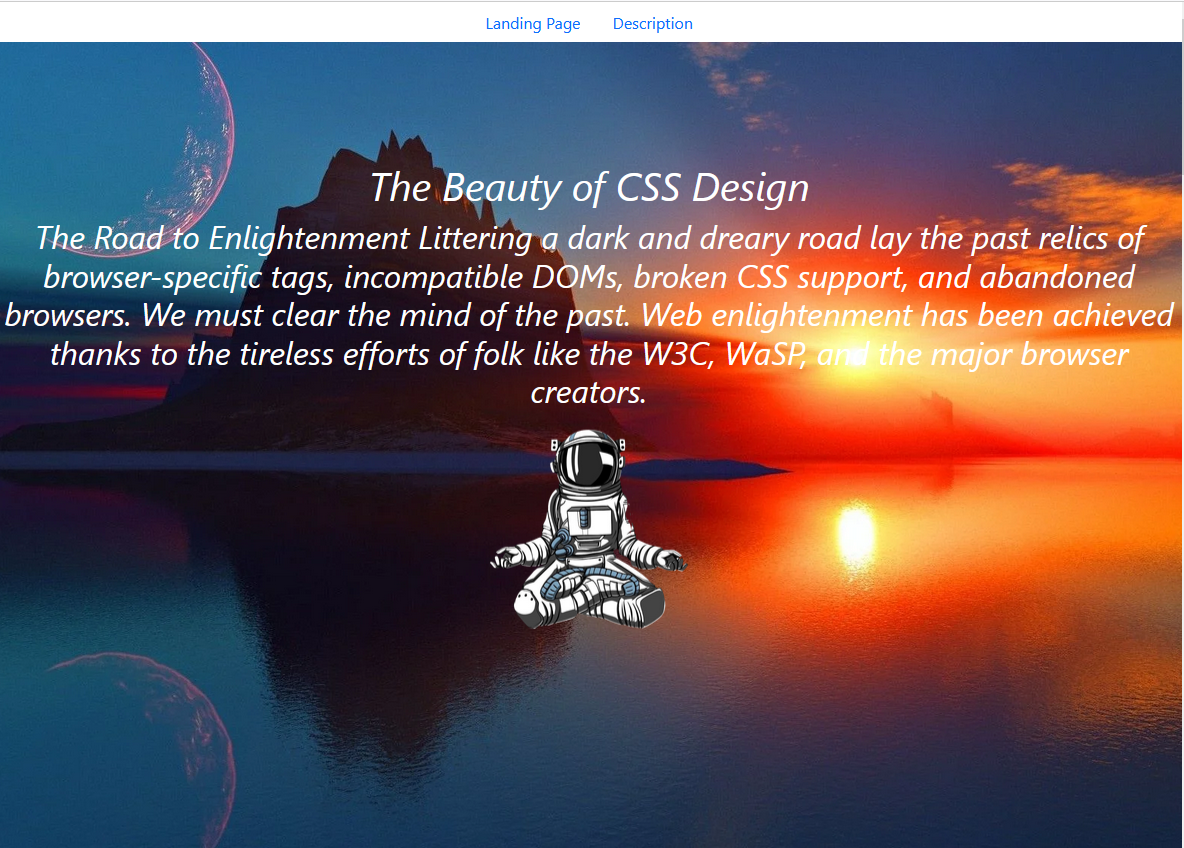 Landing Page Description
The Beauty of CSS Design
The Road to Enlightenment Littering a dark and dreary road lay the past relics of
browser-specific tags, incompatible DOMs, broken CSS support, and abandoned
browsers. We must clear the mind of the past. Web enlightenment has been achieved
thanks to the tireless efforts of folk like the W3C, WaSP, and the major browser
creators.